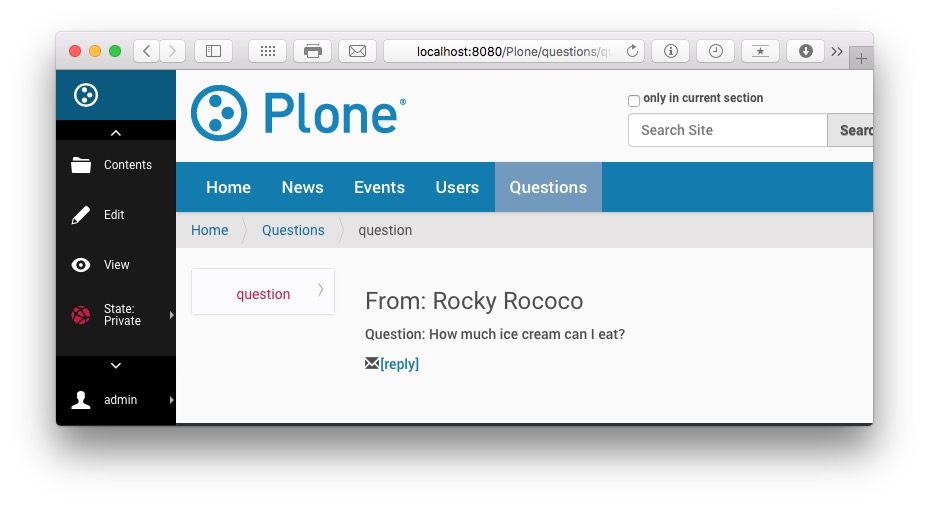 localhost:8080/Plone/questions/q
Plone®
only in current section
Search Site
Searc
Home
News
Events
Users
Questions
Home
Questions
question
Contents
Edit
View
State:
Private
admin
question
From: Rocky Rococo
Question: How much ice cream can I eat?
[reply]